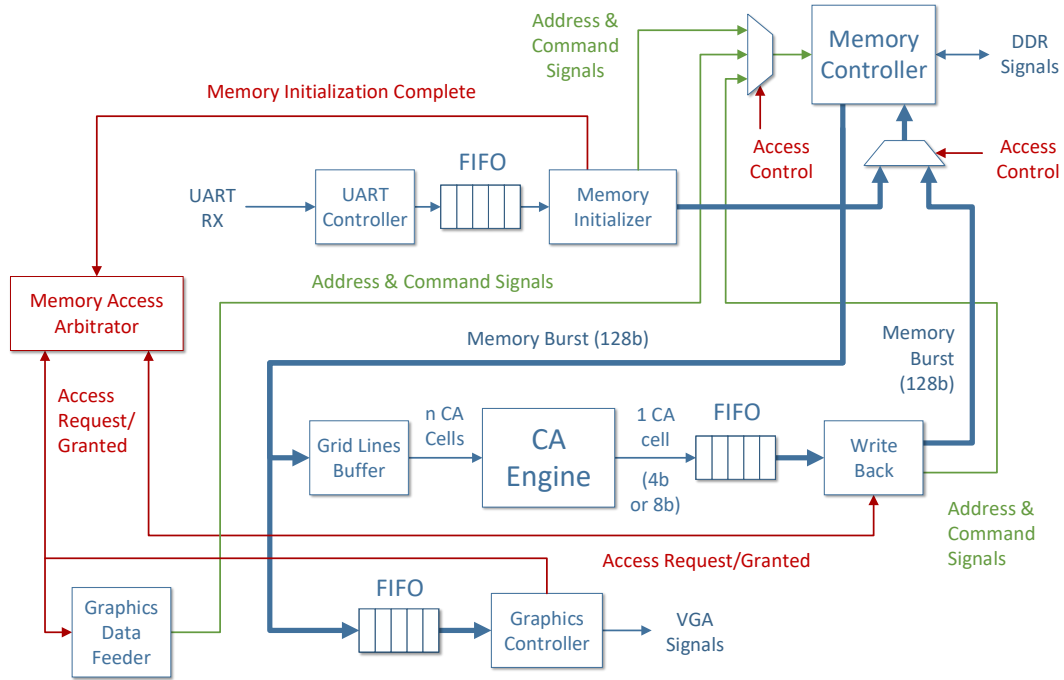 Address &
Command
Signals
Memory
Controller
DDR
Signals
Memory Initialization Complete
Access
Control
Access
Control
FIFO
UART
RX
UART
Controller
Memory
Initializer
Address & Command Signals
Memory Access
Arbitrator
Memory Burst (128b)
Memory
Burst
(128b)
Access
Request/
Granted
n CA
Cells
1 CA
cell
FIFO
Grid Lines
Buffer
CA
Engine
(4b
or 8b)
Write
Back
Address &
Command
Signals
Access Request/Granted
FIFO
Graphics
Data
Feeder
Graphics
Controller
VGA
Signals